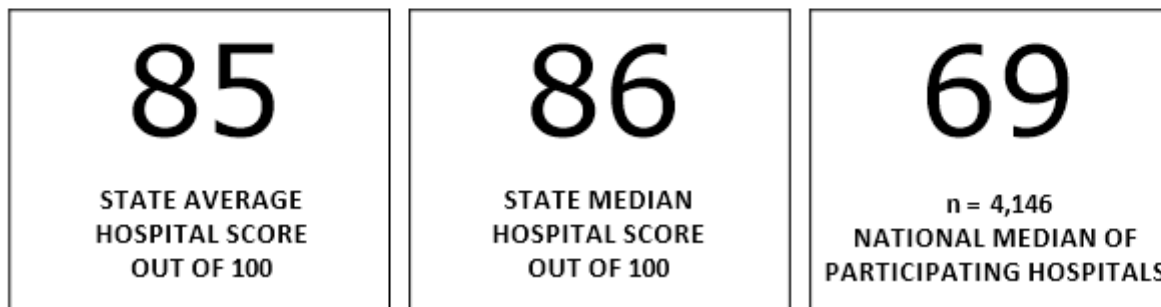 85
STATE AVERAGE
HOSPITAL SCORE
OUT OF 100
86
STATE MEDIAN
HOSPITAL SCORE
OUT OF 100
69
n = 4,146
NATIONAL MEDIAN OF
PARTICIPATING HOSPITALS